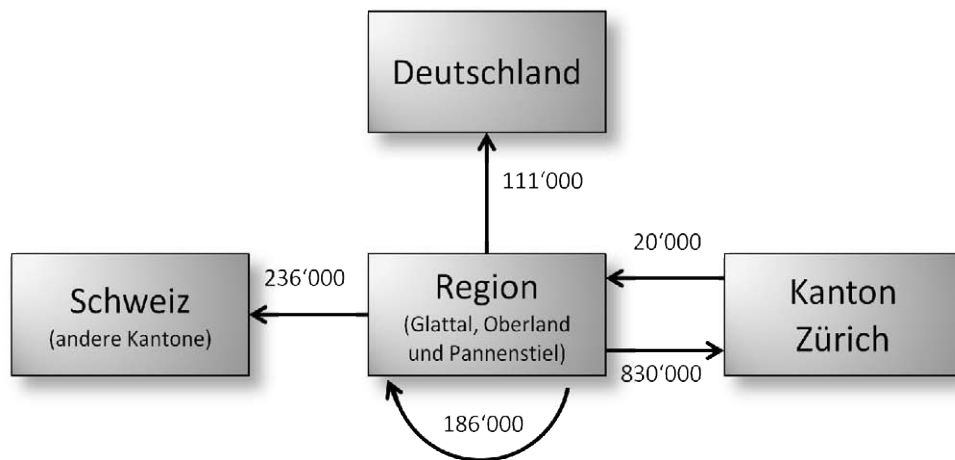 Deutschland
111‘000
20‘000
236‘000
Schweiz
(andere Kantone)
Region
(Glattal, Oberland
und Pannenstiel)
Kanton
Zürich
830‘000
186‘000